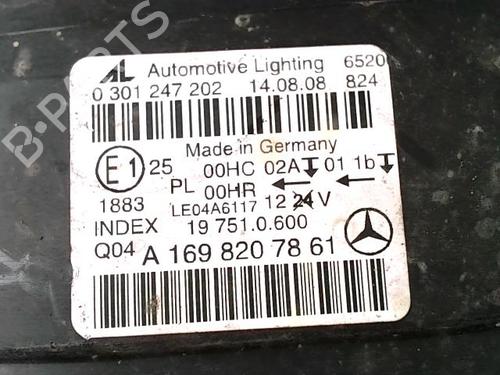 B-PARTS
AL Automotive Lighting 6520
0 301 247 202 14.08.08 824
Made in Germany
E1 25 00HC 02A 01 1b
PL 00HR ← ←
1883 LE04A6117 12 24 V
INDEX 19 751.0.600
Q04 A 169 820 78 61